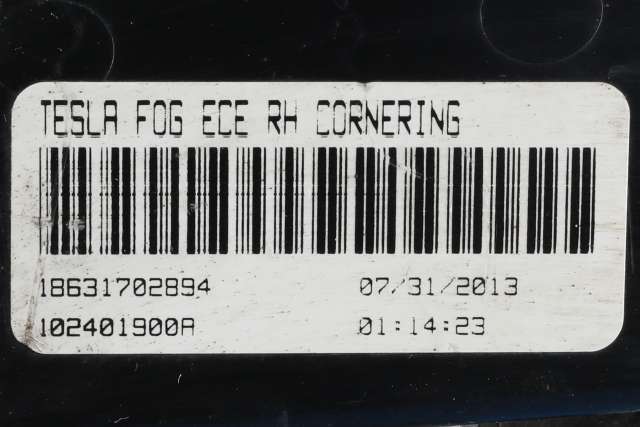 TESLA FOG ECE RH CORNERING
18631702894 07/31/2013
102401900A 01:14:23